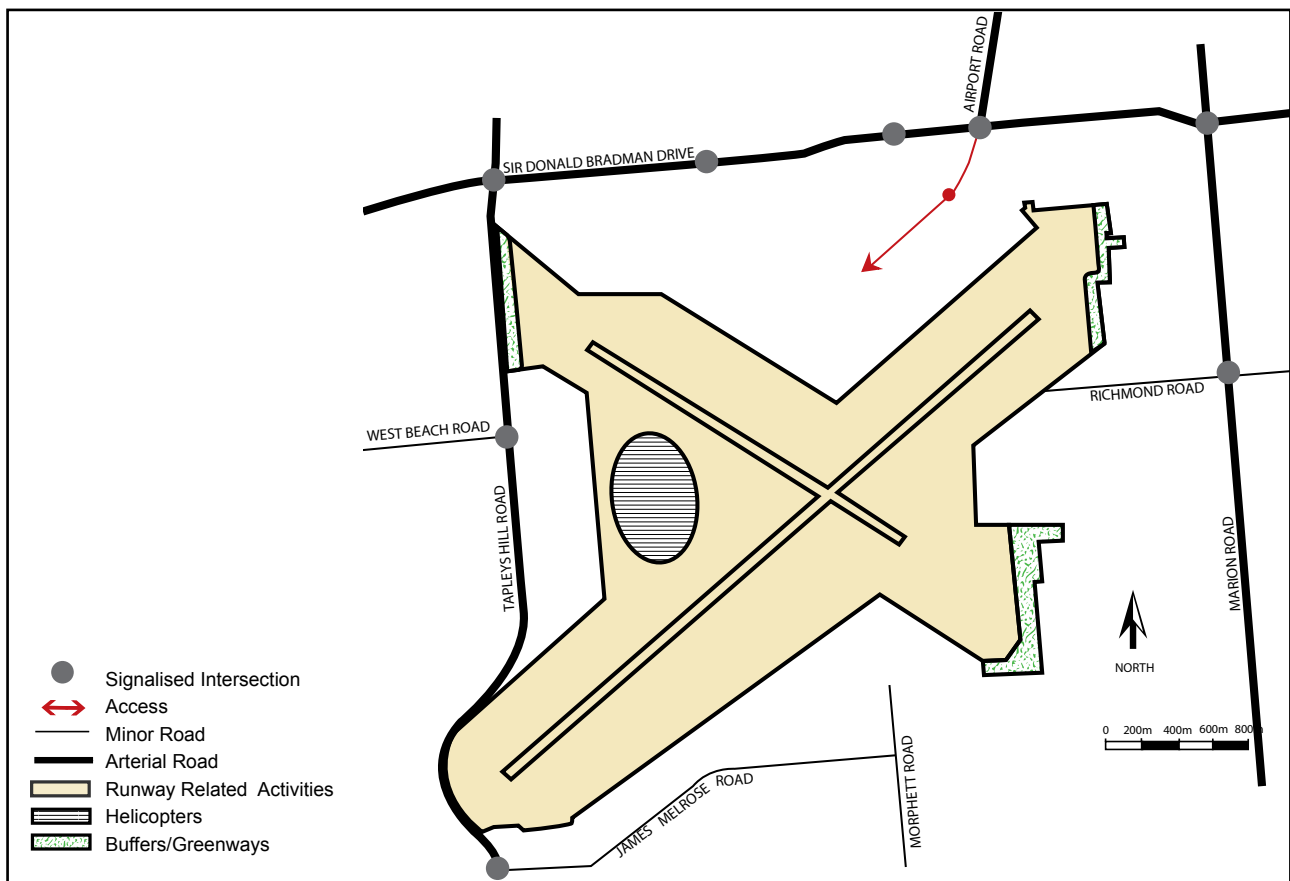 AIRPORT ROAD
SIR DONALD BRADMAN DRIVE
WEST BEACH ROAD
RICHMOND ROAD
TAPLEYS HILL ROAD
MARION ROAD
NORTH
0 200m 400m 600m 800m
JAMES MELROSE ROAD
MORPHETT ROAD
Signalised Intersection
Access
Minor Road
Arterial Road
Runway Related Activities
Helicopters
Buffers/Greenways